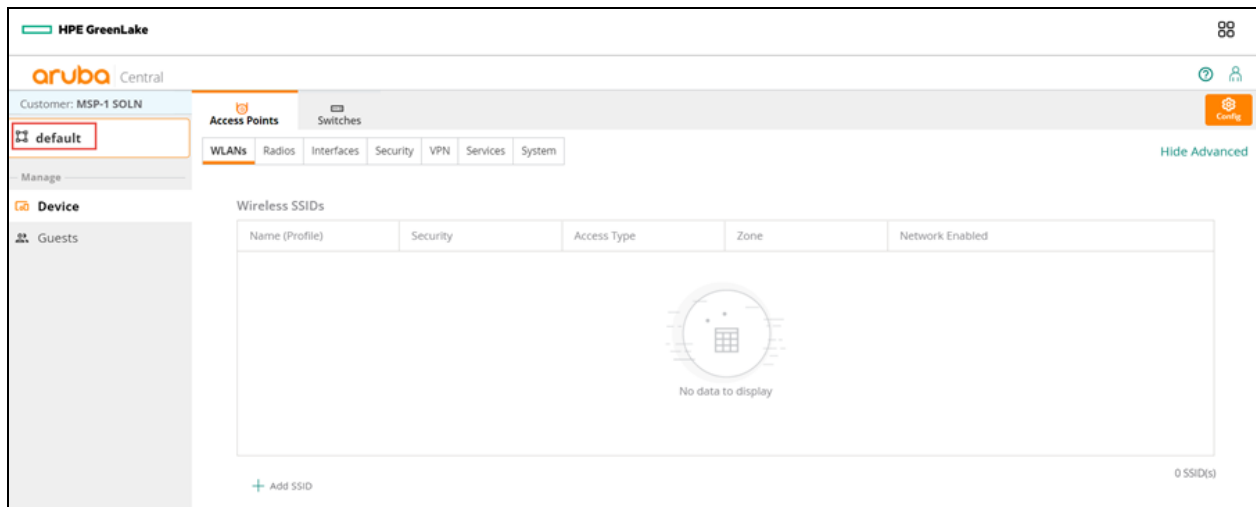 HPE GreenLake
aruba Central
Customer: MSP-1 SOLN
default
Manage
Device
Guests
Access Points
Switches
Config
WLANs Radios Interfaces Security VPN Services System
Hide Advanced
Wireless SSIDs
Name (Profile) Security Access Type Zone Network Enabled
No data to display
0 SSID(s)
+ Add SSID